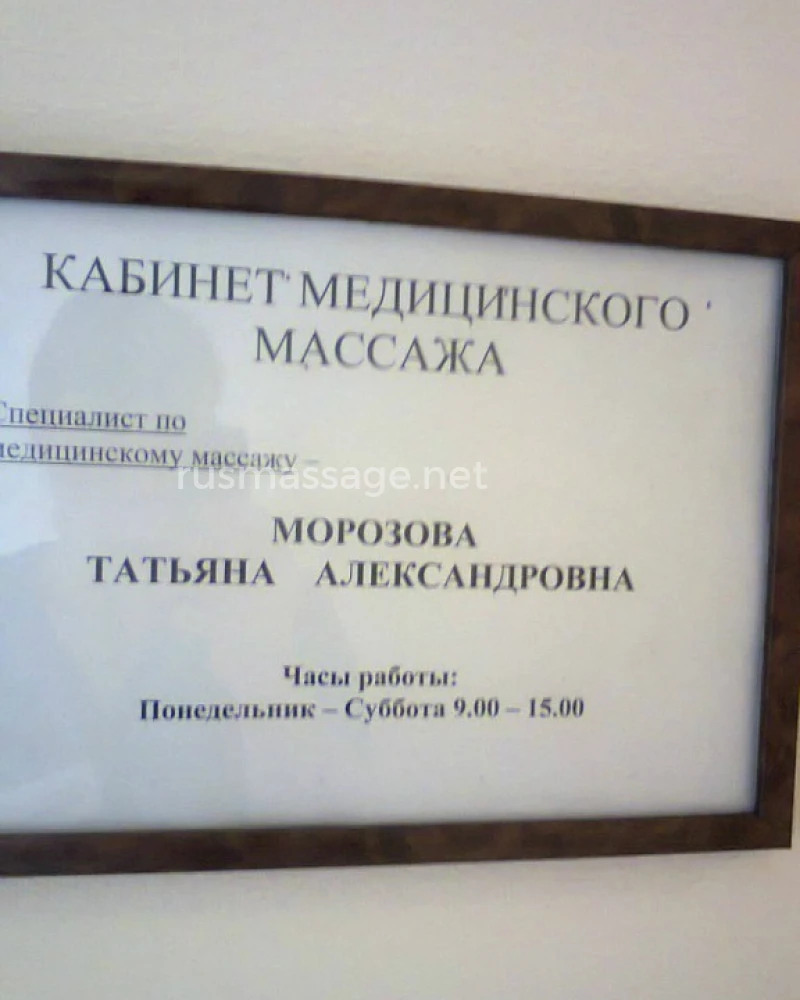 КАБИНЕТ МЕДИЦИНСКОГО
МАССАЖА
Специалист по
медицинскому массажу –
rusmassage.net
МОРОЗОВА
ТАТЬЯНА АЛЕКСАНДРОВНА
Часы работы:
Понедельник – Суббота 9.00 – 15.00